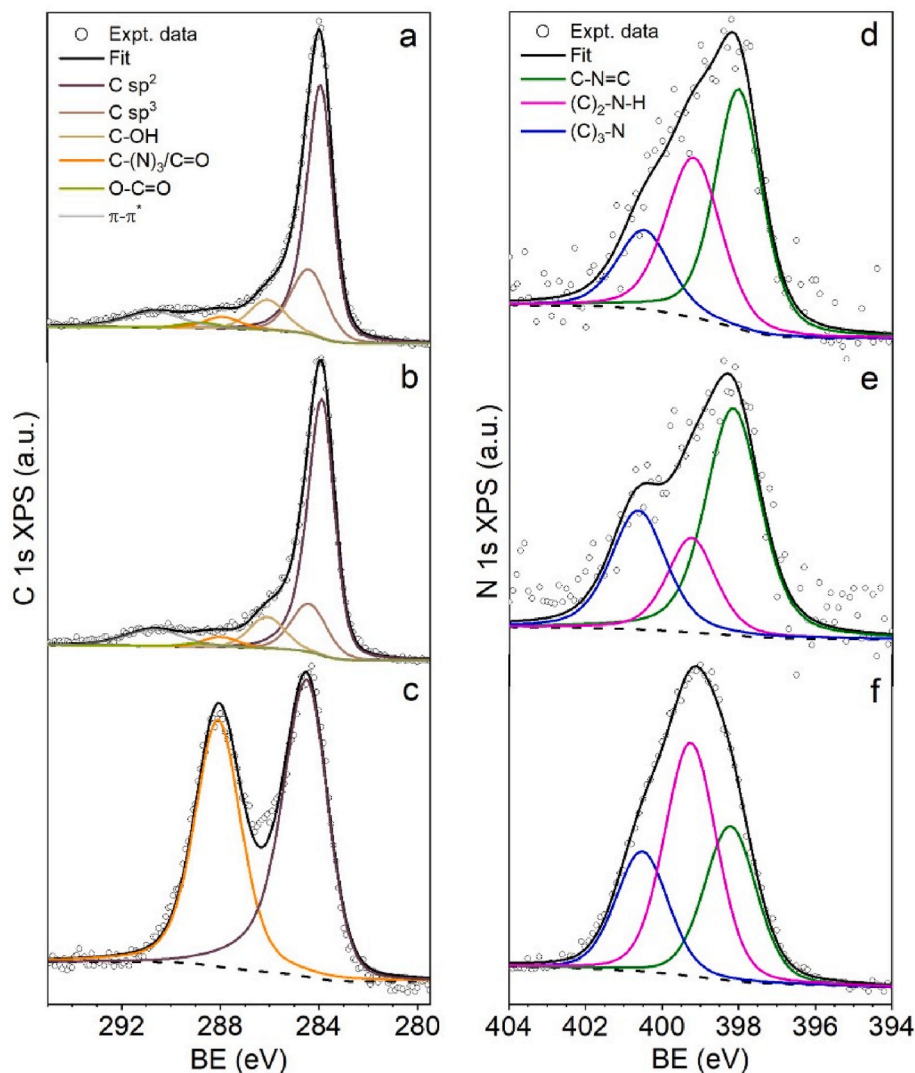 a
Expt. data
Fit
C sp²
C sp³
C-OH
C-(N)₃/C=O
O-C=O
π-π*
b
c
C 1s XPS (a.u.)
292 288 284 280
BE (eV)
d
Expt. data
Fit
C-N=C
(C)₂-N-H
(C)₃-N
e
f
N 1s XPS (a.u.)
404 402 400 398 396 394
BE (eV)